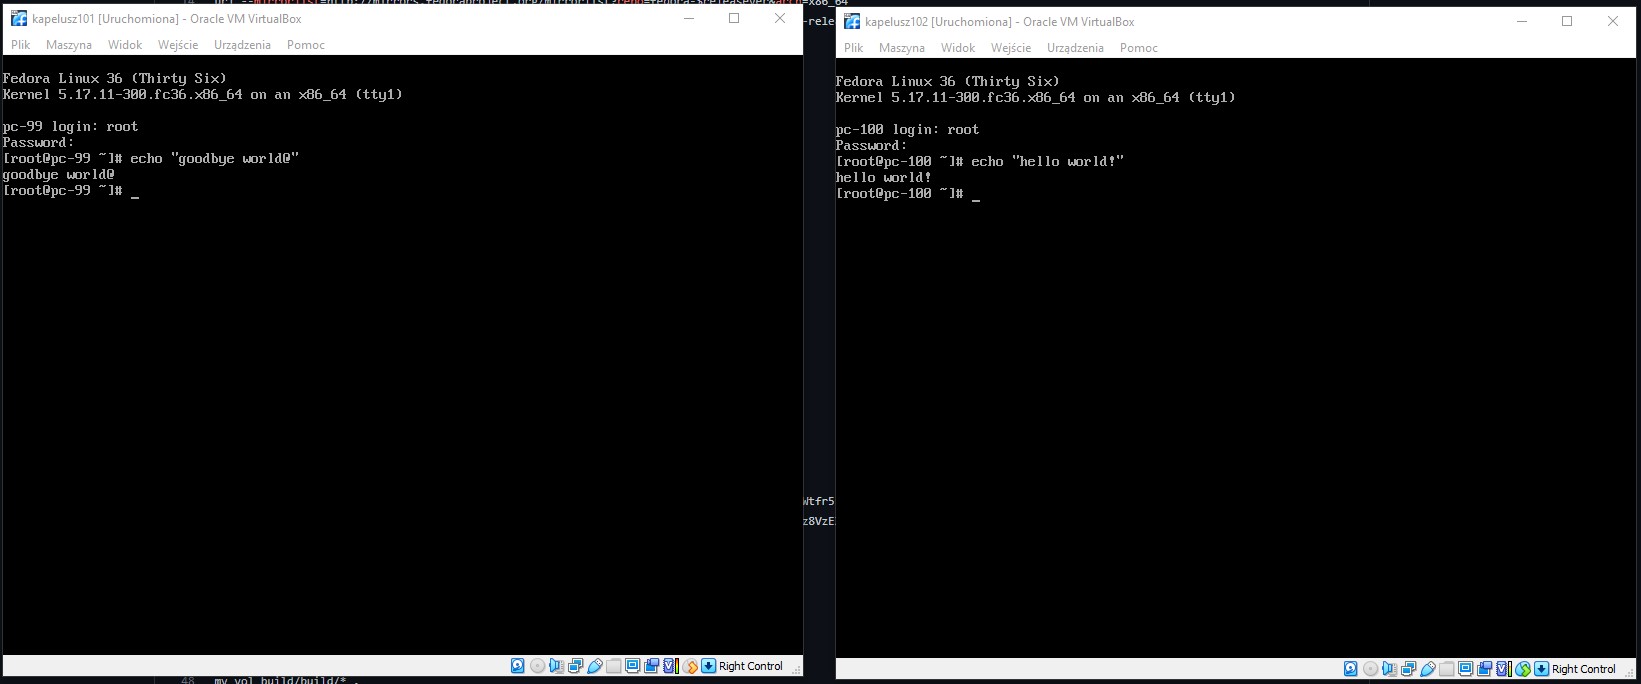 kapelusz101 [Uruchomiona] - Oracle VM VirtualBox
Plik Maszyna Widok Wejście Urządzenia Pomoc
Fedora Linux 36 (Thirty Six)
Kernel 5.17.11-300.fc36.x86_64 on an x86_64 (tty1)
pc-99 login: root
Password:
[root@pc-99 ~]# echo "goodbye world@"
goodbye world@
[root@pc-99 ~]# _
Right Control
kapelusz102 [Uruchomiona] - Oracle VM VirtualBox
Plik Maszyna Widok Wejście Urządzenia Pomoc
Fedora Linux 36 (Thirty Six)
Kernel 5.17.11-300.fc36.x86_64 on an x86_64 (tty1)
pc-100 login: root
Password:
[root@pc-100 ~]# echo "hello world!"
hello world!
[root@pc-100 ~]# _
Right Control
-rele
Wtfr5
z8VzE
48 my_vol_build/build/* .